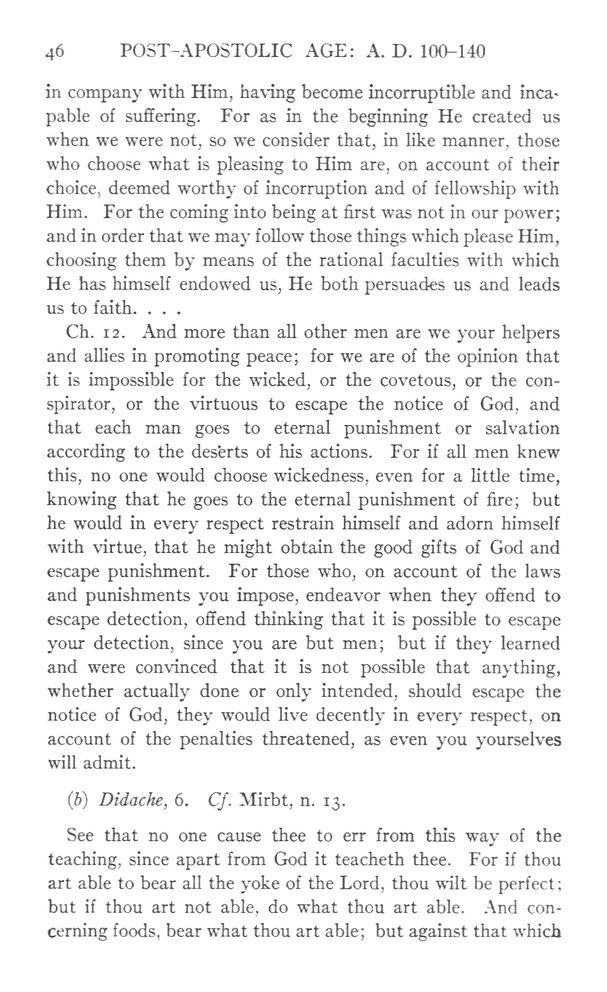 46 POST-APOSTOLIC AGE: A. D. 100-140
in company with Him, having become incorruptible and inca-
pable of suffering. For as in the beginning He created us
when we were not, so we consider that, in like manner, those
who choose what is pleasing to Him are, on account of their
choice, deemed worthy of incorruption and of fellowship with
Him. For the coming into being at first was not in our power;
and in order that we may follow those things which please Him,
choosing them by means of the rational faculties with which
He has himself endowed us, He both persuades us and leads
us to faith. . . .
Ch. 12. And more than all other men are we your helpers
and allies in promoting peace; for we are of the opinion that
it is impossible for the wicked, or the covetous, or the con-
spirator, or the virtuous to escape the notice of God, and
that each man goes to eternal punishment or salvation
according to the deserts of his actions. For if all men knew
this, no one would choose wickedness, even for a little time,
knowing that he goes to the eternal punishment of fire; but
he would in every respect restrain himself and adorn himself
with virtue, that he might obtain the good gifts of God and
escape punishment. For those who, on account of the laws
and punishments you impose, endeavor when they offend to
escape detection, offend thinking that it is possible to escape
your detection, since you are but men; but if they learned
and were convinced that it is not possible that anything,
whether actually done or only intended, should escape the
notice of God, they would live decently in every respect, on
account of the penalties threatened, as even you yourselves
will admit.
(b) Didache, 6. Cf. Mirbt, n. 13.
See that no one cause thee to err from this way of the
teaching, since apart from God it teacheth thee. For if thou
art able to bear all the yoke of the Lord, thou wilt be perfect;
but if thou art not able, do what thou art able. And con-
cerning foods, bear what thou art able; but against that which